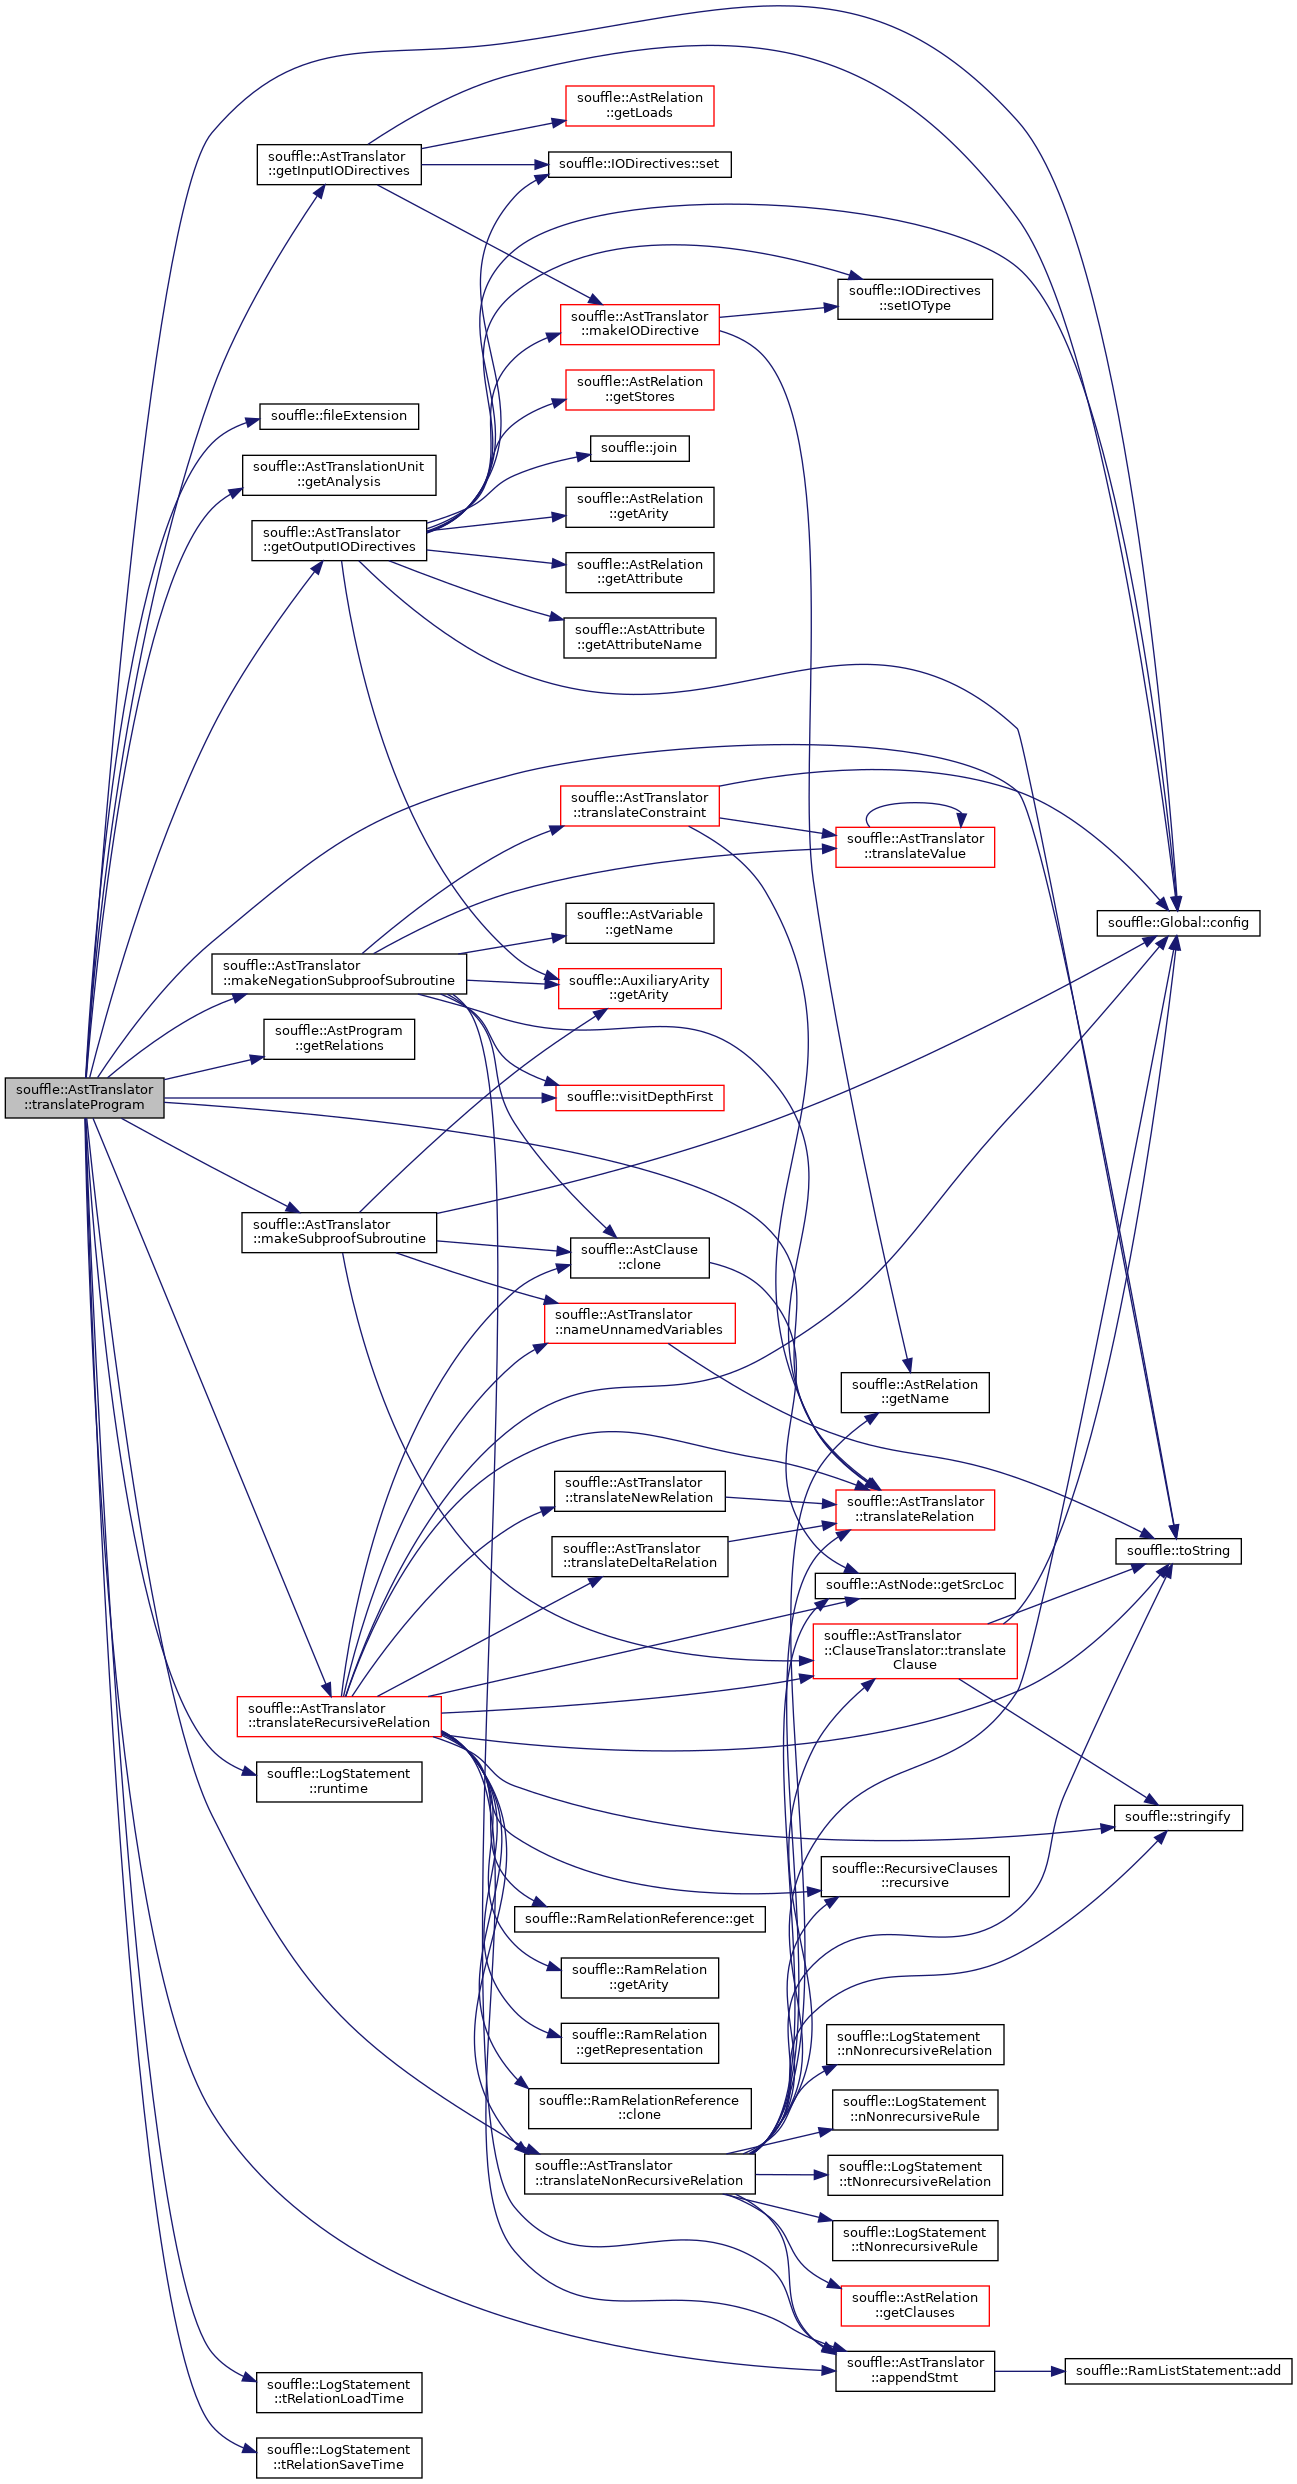 souffle::AstRelation
::getLoads
souffle::AstTranslator
::getInputIODirectives
souffle::IODirectives::set
souffle::IODirectives
::setIOType
souffle::AstTranslator
::makeIODirective
souffle::AstRelation
::getStores
souffle::fileExtension
souffle::join
souffle::AstTranslationUnit
::getAnalysis
souffle::AstRelation
::getArity
souffle::AstTranslator
::getOutputIODirectives
souffle::AstRelation
::getAttribute
souffle::AstAttribute
::getAttributeName
souffle::AstTranslator
::translateConstraint
souffle::AstTranslator
::translateValue
souffle::AstVariable
::getName
souffle::Global::config
souffle::AstTranslator
::makeNegationSubproofSubroutine
souffle::AuxiliaryArity
::getArity
souffle::AstProgram
::getRelations
souffle::AstTranslator
::translateProgram
souffle::visitDepthFirst
souffle::AstTranslator
::makeSubproofSubroutine
souffle::AstClause
::clone
souffle::AstTranslator
::nameUnnamedVariables
souffle::AstRelation
::getName
souffle::AstTranslator
::translateNewRelation
souffle::AstTranslator
::translateRelation
souffle::AstTranslator
::translateDeltaRelation
souffle::toString
souffle::AstNode::getSrcLoc
souffle::AstTranslator
::ClauseTranslator::translate
Clause
souffle::AstTranslator
::translateRecursiveRelation
souffle::LogStatement
::runtime
souffle::stringify
souffle::RecursiveClauses
::recursive
souffle::RamRelationReference::get
souffle::RamRelation
::getArity
souffle::RamRelation
::getRepresentation
souffle::LogStatement
::nNonrecursiveRelation
souffle::RamRelationReference
::clone
souffle::LogStatement
::nNonrecursiveRule
souffle::AstTranslator
::translateNonRecursiveRelation
souffle::LogStatement
::tNonrecursiveRelation
souffle::LogStatement
::tNonrecursiveRule
souffle::AstRelation
::getClauses
souffle::AstTranslator
::appendStmt
souffle::RamListStatement::add
souffle::LogStatement
::tRelationLoadTime
souffle::LogStatement
::tRelationSaveTime